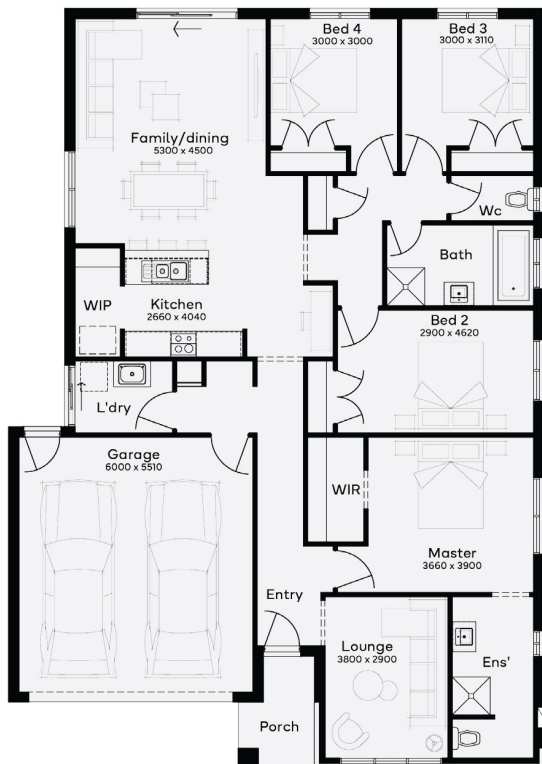 Bed 4
3000 x 3000
Bed 3
3000 x 3110
Family/dining
5300 x 4500
Wc
Bath
WIP
Kitchen
2660 x 4040
Bed 2
2900 x 4620
L'dry
Garage
6000 x 5510
WIR
Master
3660 x 3900
Entry
Lounge
3800 x 2900
Ens'
Porch